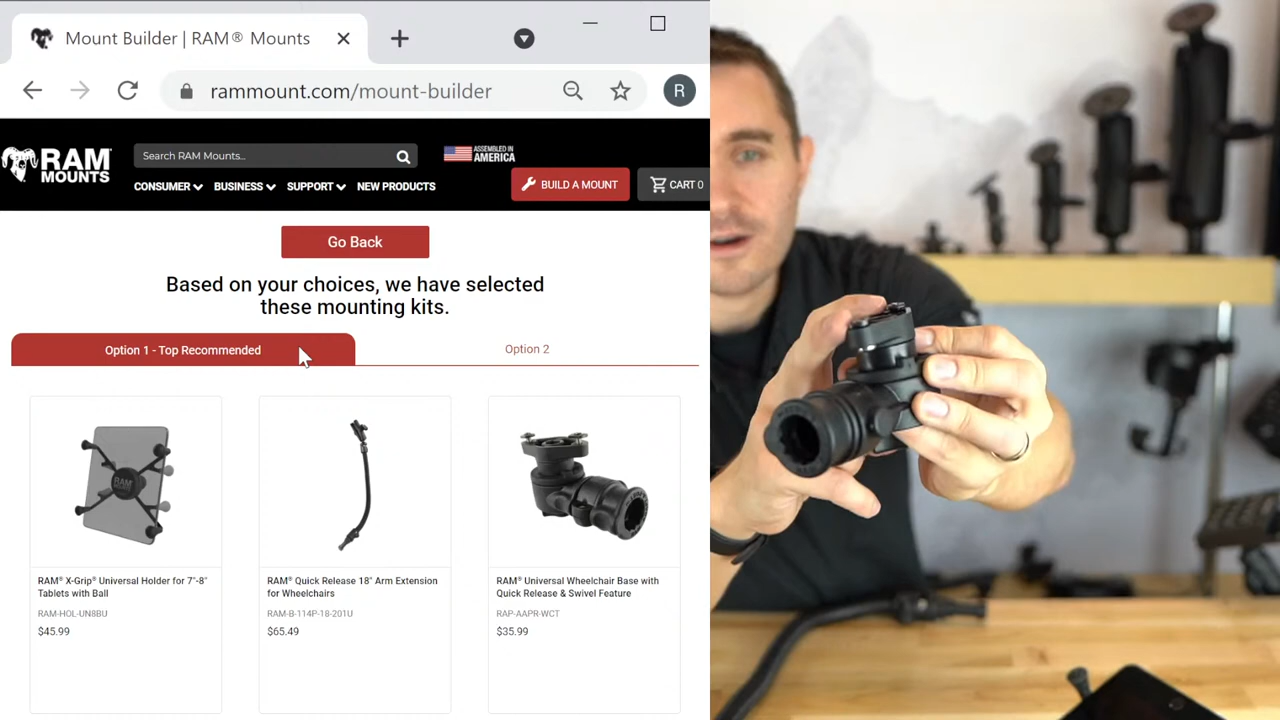 Mount Builder | RAM® Mounts
rammount.com/mount-builder
R
RAM
MOUNTS
Search RAM Mounts...
ASSEMBLED IN
AMERICA
CONSUMER
BUSINESS
SUPPORT
NEW PRODUCTS
BUILD A MOUNT
CART 0
Go Back
Based on your choices, we have selected
these mounting kits.
Option 1 - Top Recommended
Option 2
RAM
RAM® X-Grip® Universal Holder for 7"-8"
Tablets with Ball
RAM-HOL-UN8BU
$45.99
RAM® Quick Release 18" Arm Extension
for Wheelchairs
RAM-B-114P-18-201U
$65.49
RAM® Universal Wheelchair Base with
Quick Release & Swivel Feature
RAP-AAPR-WCT
$35.99